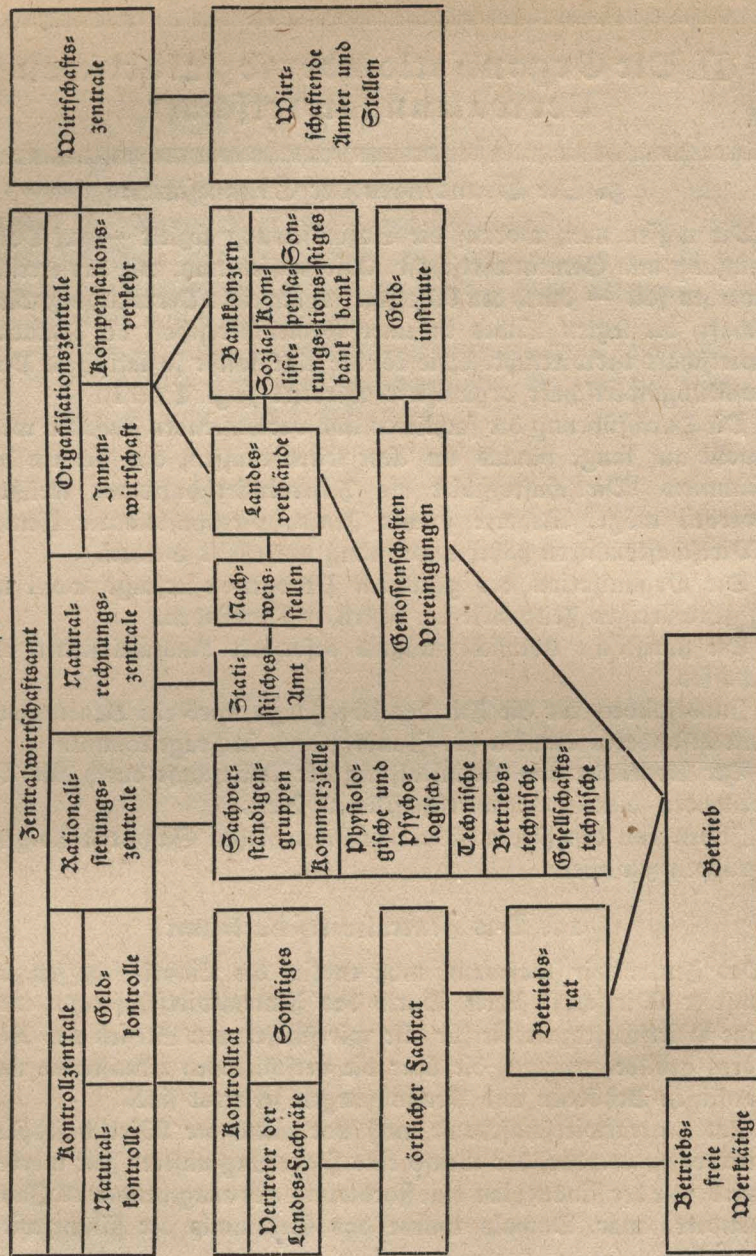 Zentralwirtschaftsamt
Kontrollzentrale
Natural-
kontrolle
Geld-
kontrolle
Rationali-
sierungs-
zentrale
Natural-
rechnungs-
zentrale
Organisationszentrale
Innen-
wirtschaft
Kompensations-
verkehr
Wirtschafts-
zentrale
Kontrollrat
Vertreter der
Landes-Fachräte
Sonstiges
Sachver-
ständigen-
gruppen
Kommerzielle
Physiolo-
gische und
Psycho-
logische
Technische
Betriebs-
technische
Gesellschafts-
technische
Stati-
stisches
Amt
Nach-
weis-
stellen
Landes-
verbände
Bankkonzern
Sozia-
lisie-
rungs-
bank
Kom-
pensa-
tions-
bank
Son-
stiges
Wirt-
schaftende
Ämter und
Stellen
örtlicher Fachrat
Genossenschaften
Vereinigungen
Geld-
institute
Betriebs-
rat
Betriebs-
freie
Werktätige
Betrieb